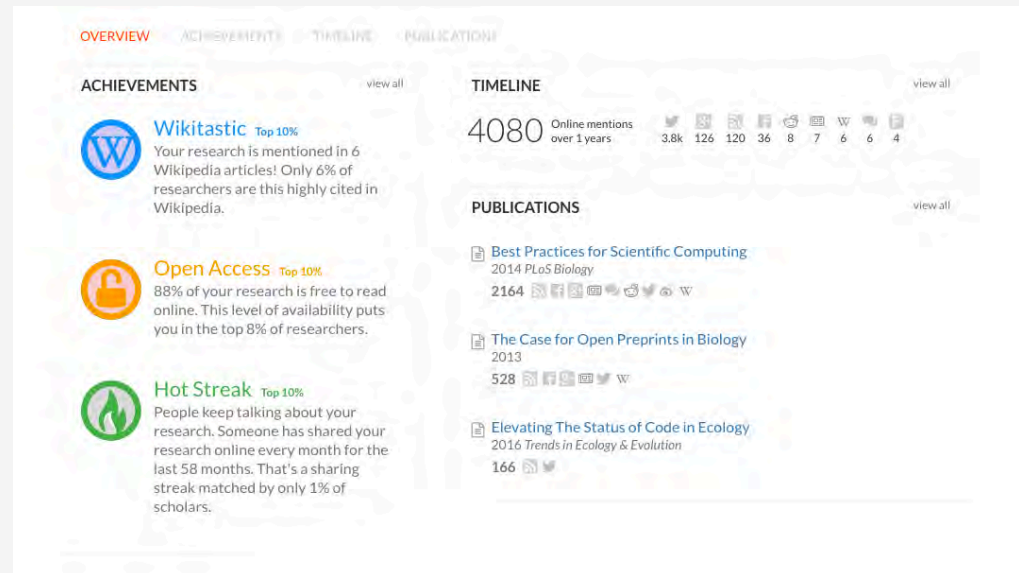 OVERVIEW ACHIEVEMENTS TIMELINE PUBLICATIONS
ACHIEVEMENTS view all
Wikitastic Top 10%
Your research is mentioned in 6
Wikipedia articles! Only 6% of
researchers are this highly cited in
Wikipedia.
Open Access Top 10%
88% of your research is free to read
online. This level of availability puts
you in the top 8% of researchers.
Hot Streak Top 10%
People keep talking about your
research. Someone has shared your
research online every month for the
last 58 months. That's a sharing
streak matched by only 1% of
scholars.
TIMELINE view all
4080 Online mentions
over 1 years
3.8k 126 120 36 8 7 6 6 4
PUBLICATIONS view all
Best Practices for Scientific Computing
2014 PLoS Biology
2164
The Case for Open Preprints in Biology
2013
528
Elevating The Status of Code in Ecology
2016 Trends in Ecology & Evolution
166